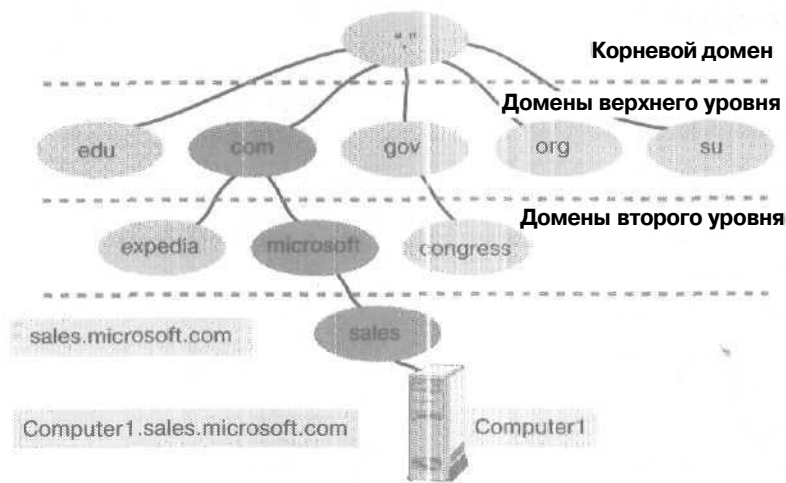 " "
.
Корневой домен
Домены верхнего уровня
edu
com
gov
org
su
Домены второго уровня
expedia
microsoft
congress
sales.microsoft.com
sales
Computer1.sales.microsoft.com
Computer1